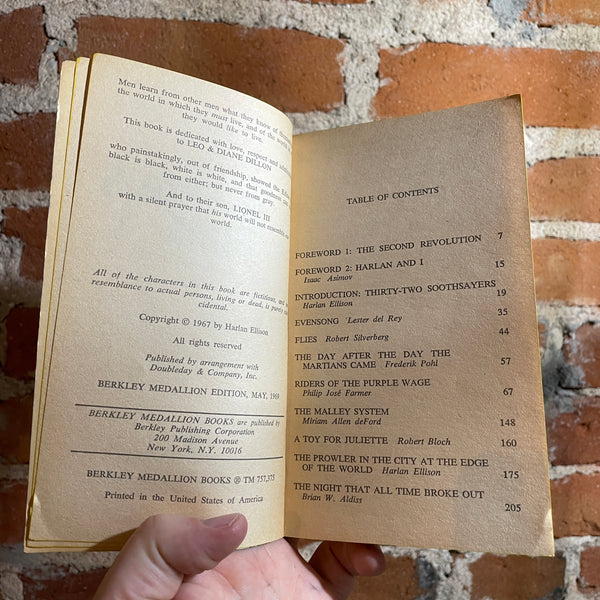 Men learn from other men what they know of
the world in which they must live, and of the world
they would like to live.
This book is dedicated with love, respect and
to LEO & DIANE DILLON
who painstakingly, out of friendship, showed the
black is black, white is white, and that goodness
from either; but never from gray.
And to their son, LIONEL III
with a silent prayer that his world will not resemble
world.
All of the characters in this book are fictitious, and
resemblance to actual persons, living or dead, is purely
cidental.
Copyright © 1967 by Harlan Ellison
All rights reserved
Published by arrangement with
Doubleday & Company, Inc.
BERKLEY MEDALLION EDITION, MAY, 1969
BERKLEY MEDALLION BOOKS are published by
Berkley Publishing Corporation
200 Madison Avenue
New York, N.Y. 10016
BERKLEY MEDALLION BOOKS ® TM 757,375
Printed in the United States of America
TABLE OF CONTENTS
FOREWORD 1: THE SECOND REVOLUTION 7
FOREWORD 2: HARLAN AND I 15
Isaac Asimov
INTRODUCTION: THIRTY-TWO SOOTHSAYERS 19
Harlan Ellison
EVENSONG Lester del Rey 35
FLIES Robert Silverberg 44
THE DAY AFTER THE DAY THE
MARTIANS CAME Frederik Pohl 57
RIDERS OF THE PURPLE WAGE 67
Philip José Farmer
THE MALLEY SYSTEM 148
Miriam Allen deFord
A TOY FOR JULIETTE Robert Bloch 160
THE PROWLER IN THE CITY AT THE EDGE
OF THE WORLD Harlan Ellison 175
THE NIGHT THAT ALL TIME BROKE OUT 205
Brian W. Aldiss